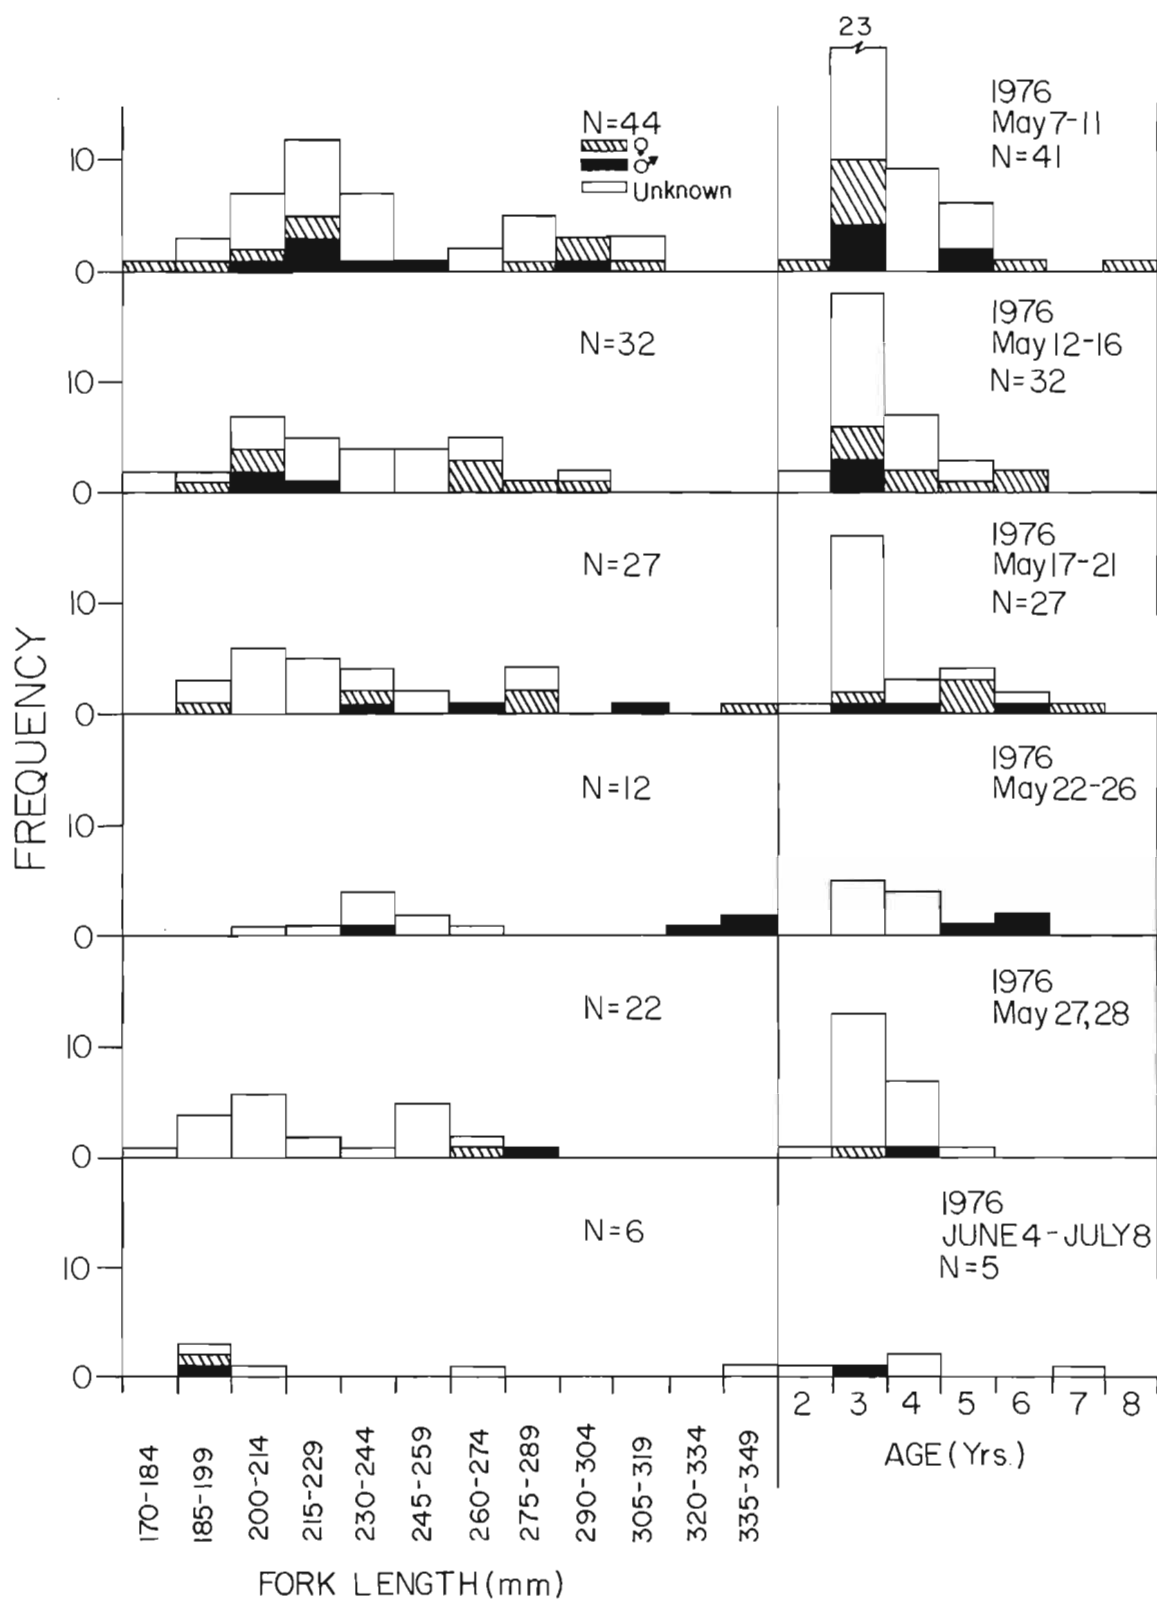 23
N=44
♀
♂
Unknown
1976
May 7-11
N=41
10
0
N=32
1976
May 12-16
N=32
10
0
N=27
1976
May 17-21
N=27
10
0
N=12
1976
May 22-26
10
0
N=22
1976
May 27,28
10
0
N=6
1976
JUNE 4-JULY 8
N=5
10
0
FREQUENCY
170-184
185-199
200-214
215-229
230-244
245-259
260-274
275-289
290-304
305-319
320-334
335-349
2 3 4 5 6 7 8
FORK LENGTH (mm)
AGE (Yrs.)